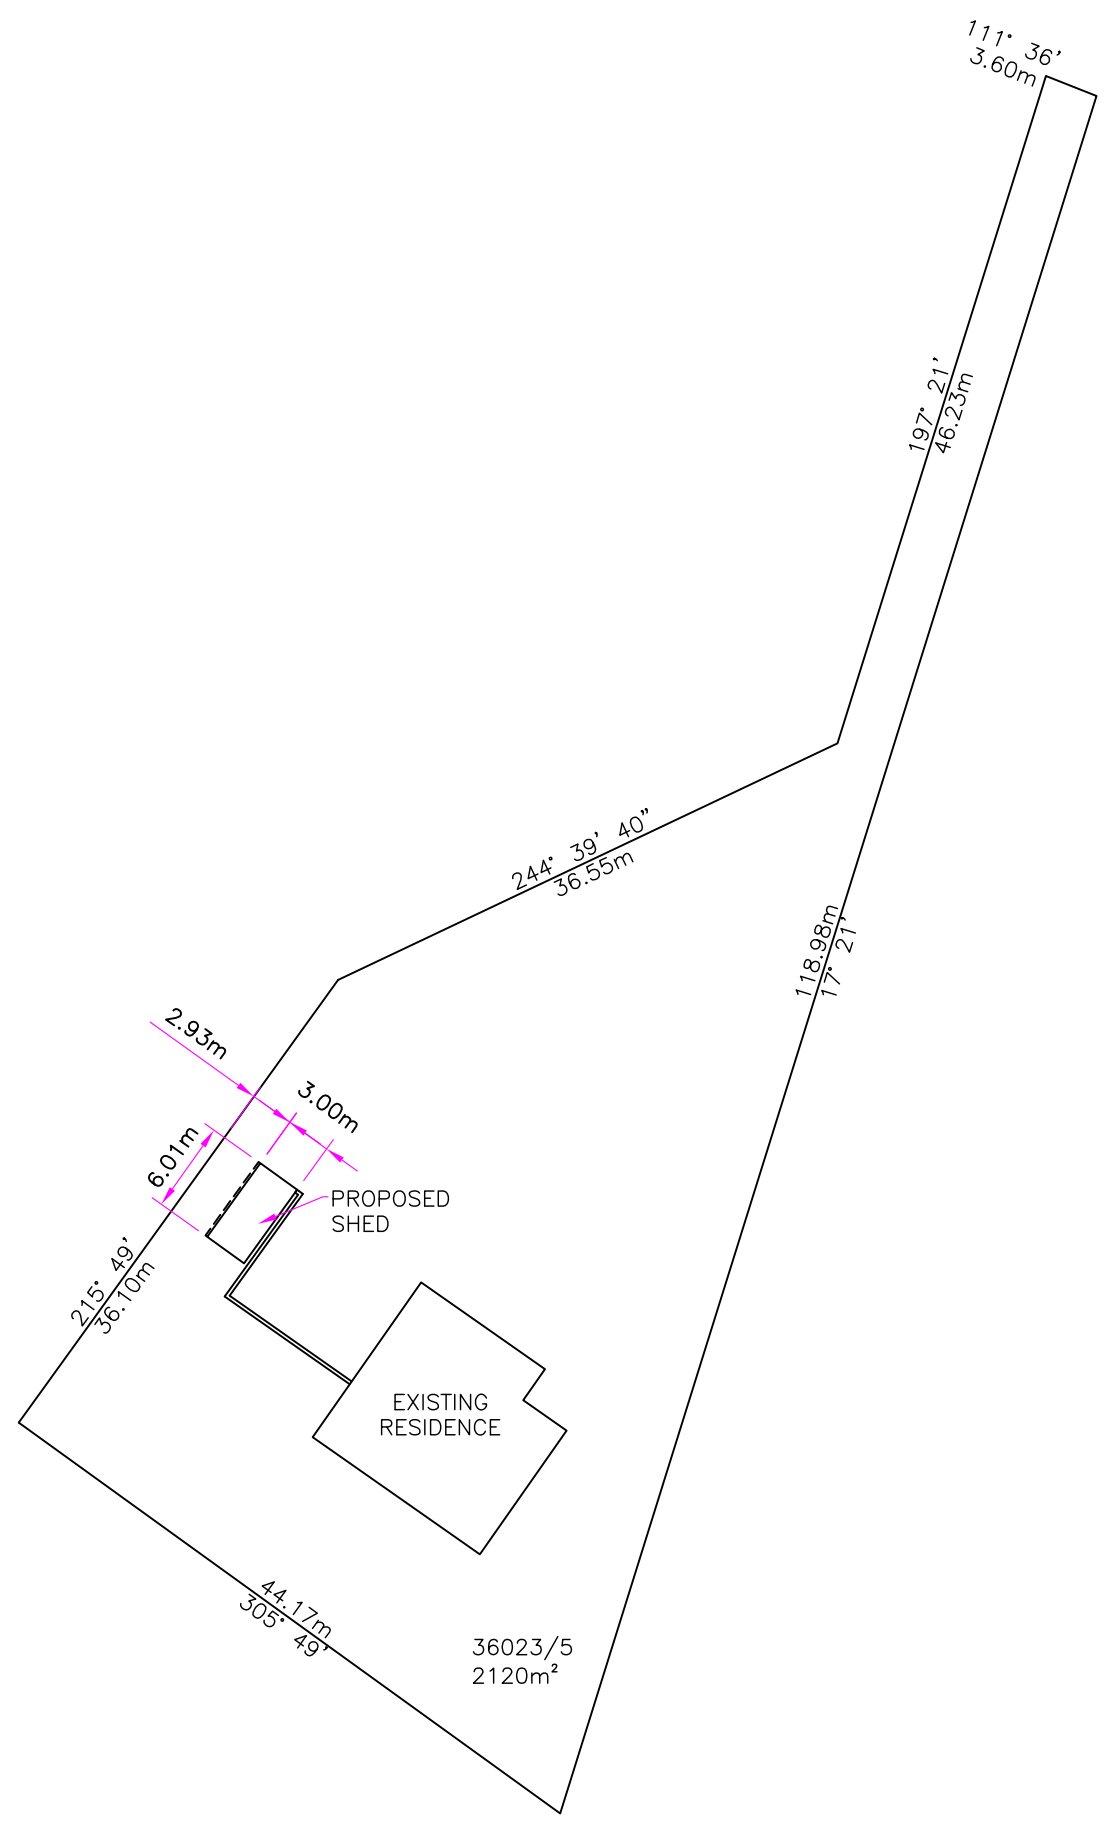 111° 36'
3.60m
197° 21'
46.23m
244° 39' 40"
36.55m
118.98m
17° 21'
2.93m
3.00m
6.01m
PROPOSED
SHED
215° 49'
36.10m
EXISTING
RESIDENCE
44.17m
305° 49'
36023/5
2120m²